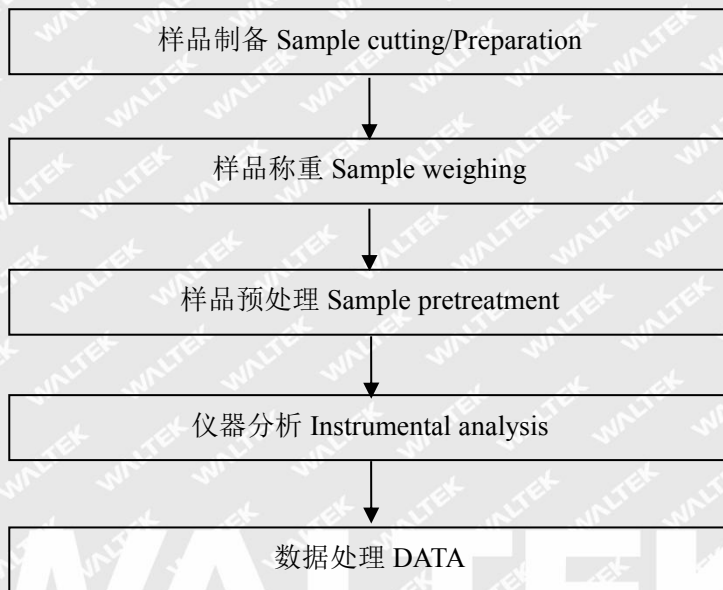 样品制备 Sample cutting/Preparation
样品称重 Sample weighing
样品预处理 Sample pretreatment
仪器分析 Instrumental analysis
数据处理 DATA
WALTEK